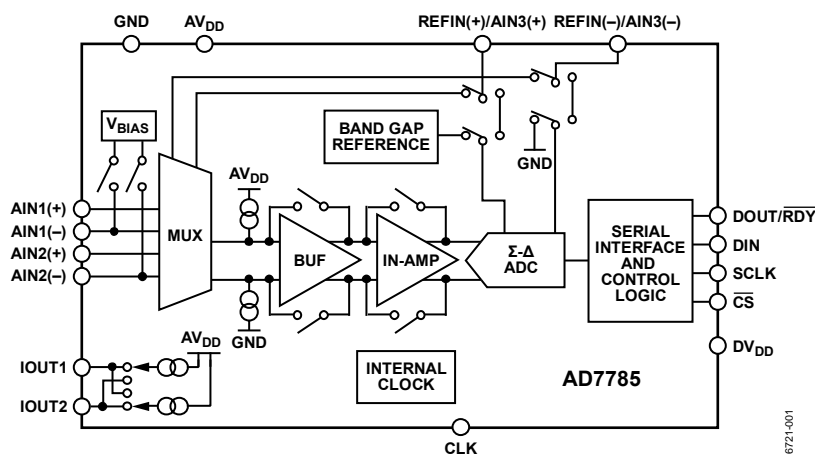 GND AVDD REFIN(+)/AIN3(+) REFIN(–)/AIN3(–)
VBIAS
BAND GAP
REFERENCE
GND
AVDD
AIN1(+)
AIN1(–)
AIN2(+)
AIN2(–)
MUX
BUF
IN-AMP
Σ-Δ
ADC
SERIAL
INTERFACE
AND
CONTROL
LOGIC
DOUT/RDY
DIN
SCLK
CS
GND
AVDD
IOUT1
IOUT2
INTERNAL
CLOCK
AD7785
DVDD
CLK
6721-001